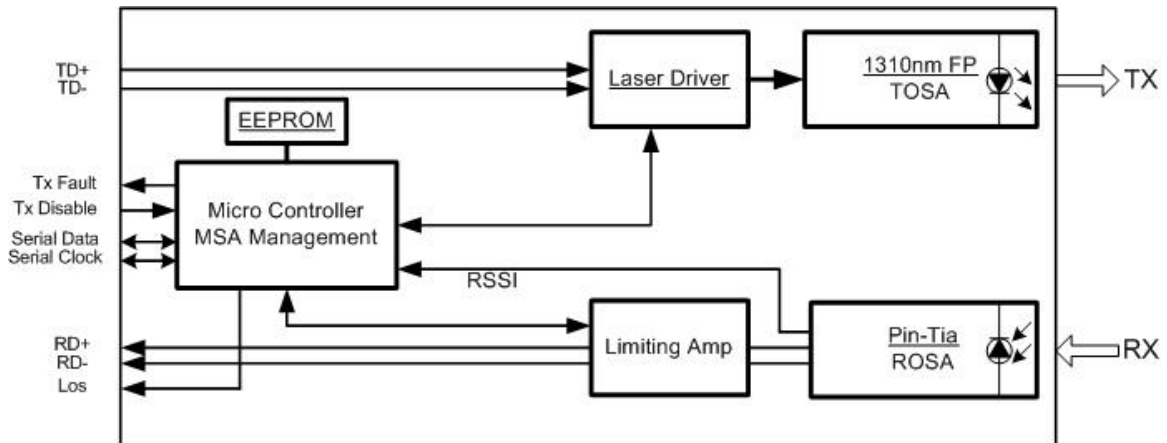 TD+
TD-
Laser Driver
1310nm FP
TOSA
TX
EEPROM
Tx Fault
Tx Disable
Serial Data
Serial Clock
Micro Controller
MSA Management
RSSI
RD+
RD-
Los
Limiting Amp
Pin-Tia
ROSA
RX